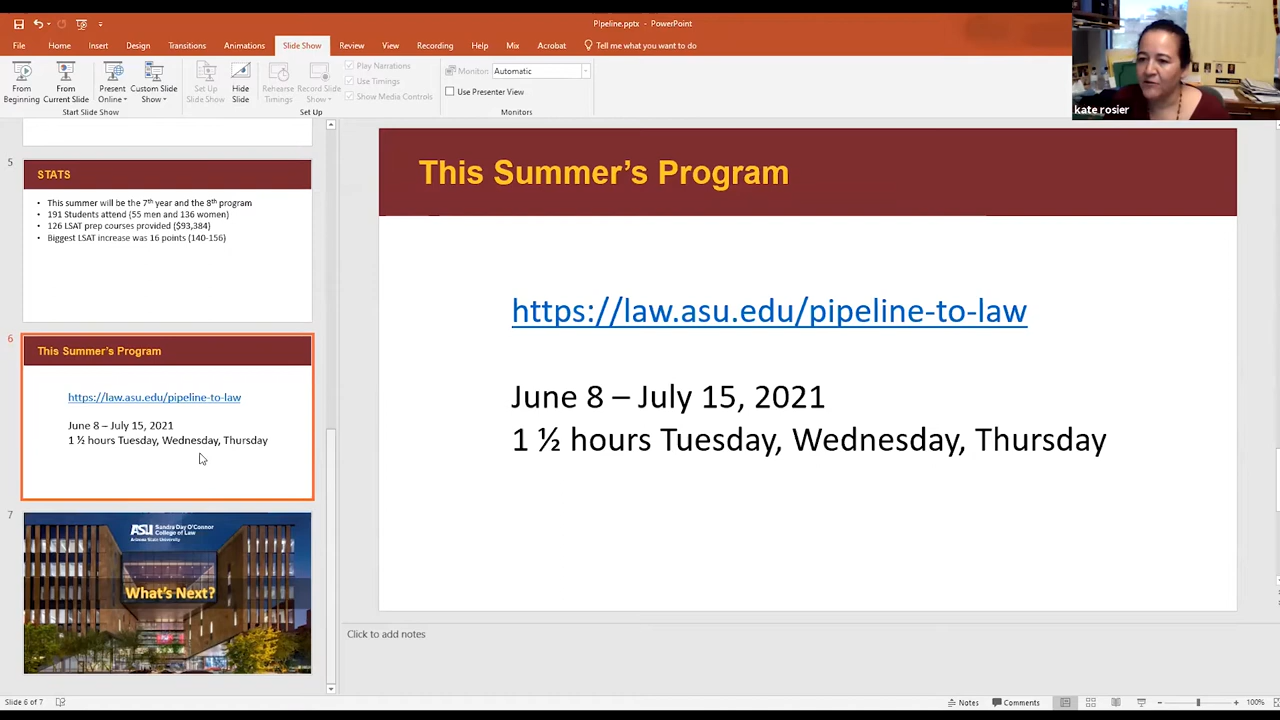 Pipeline.pptx - PowerPoint
File Home Insert Design Transitions Animations Slide Show Review View Recording Help Mix Acrobat Tell me what you want to do
From Beginning
From Current Slide
Present Online
Custom Slide Show
Start Slide Show
Set Up Slide Show
Hide Slide
Rehearse Timings
Record Slide Show
Play Narrations
Use Timings
Show Media Controls
Set Up
Monitor: Automatic
Use Presenter View
Monitors
kate rosier
5
STATS
• This summer will be the 7th year and the 8th program
• 191 Students attend (55 men and 136 women)
• 126 LSAT prep courses provided ($93,384)
• Biggest LSAT increase was 16 points (140-156)
6
This Summer's Program
https://law.asu.edu/pipeline-to-law
June 8 – July 15, 2021
1 ½ hours Tuesday, Wednesday, Thursday
7
ASU Sandra Day O'Connor
College of Law
Arizona State University
What's Next?
This Summer's Program
https://law.asu.edu/pipeline-to-law
June 8 – July 15, 2021
1 ½ hours Tuesday, Wednesday, Thursday
Click to add notes
Slide 6 of 7
Notes
Comments
100%